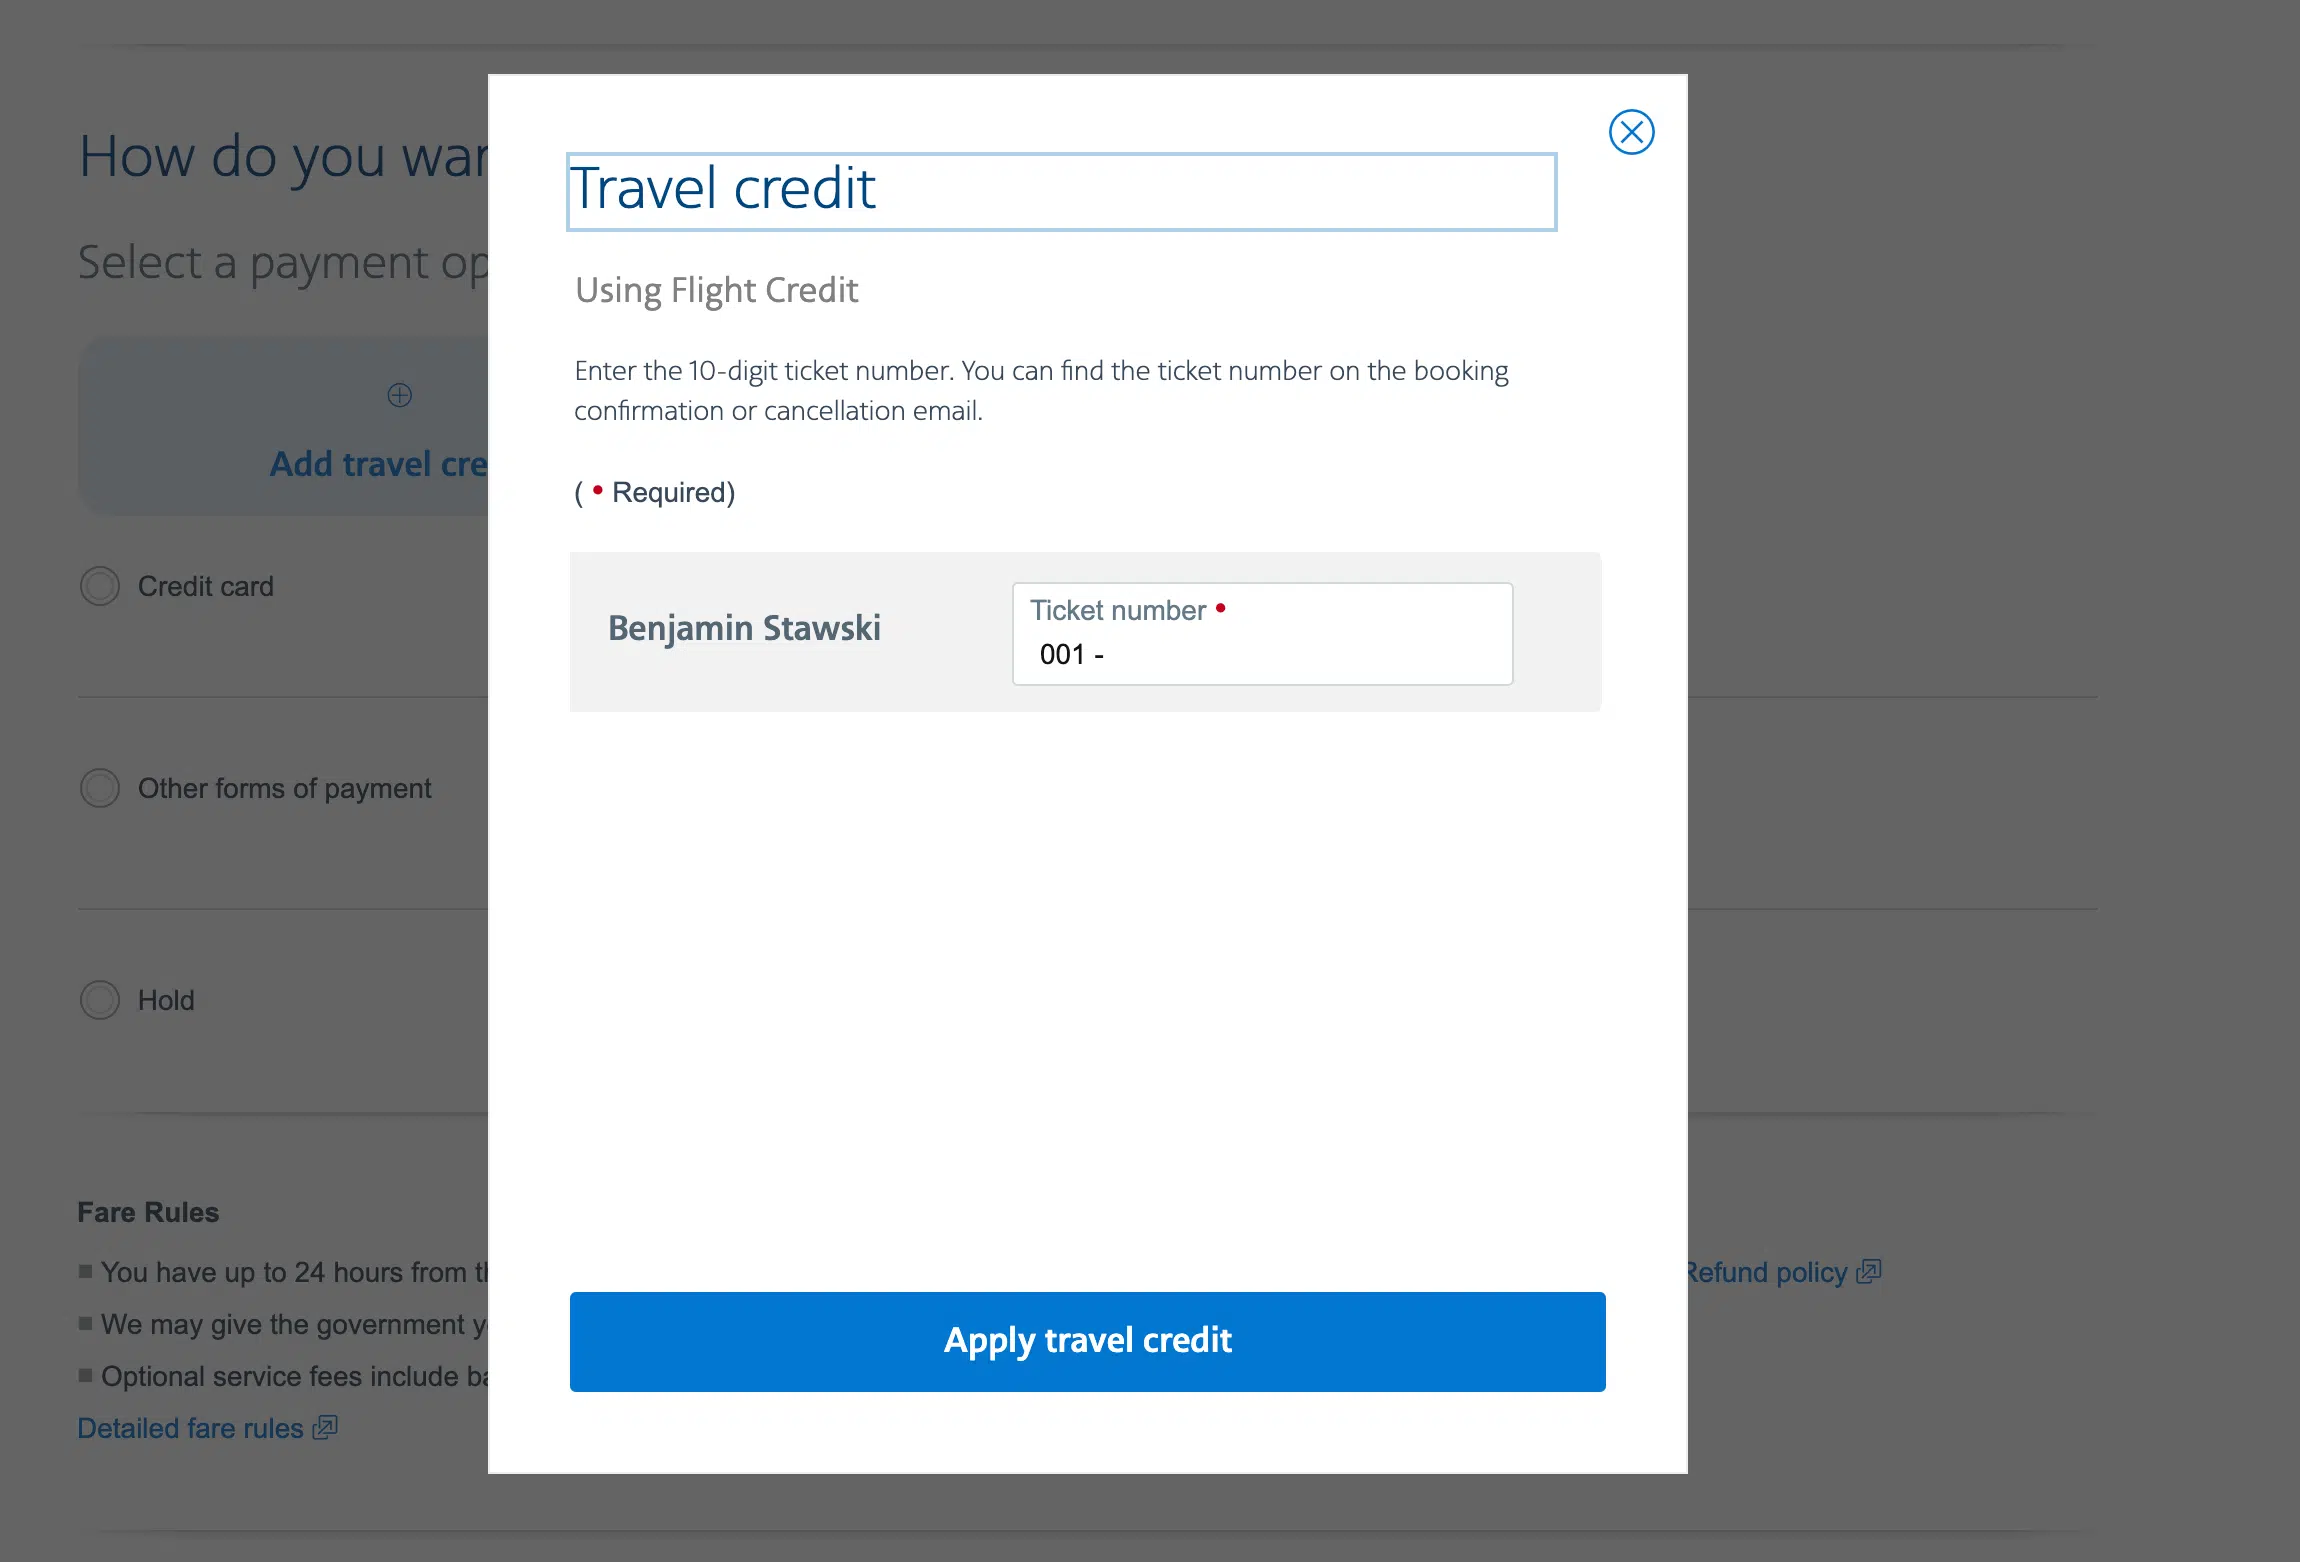 How do you
Select a payment
Add travel
Credit card
Other forms of payment
Hold
Fare Rules
You have up to 24 hours from
We may give the government
Optional service fees include
Detailed fare rules
Refund policy
Travel credit
Using Flight Credit
Enter the 10-digit ticket number. You can find the ticket number on the booking
confirmation or cancellation email.
( • Required)
Benjamin Stawski
Ticket number •
001 -
Apply travel credit